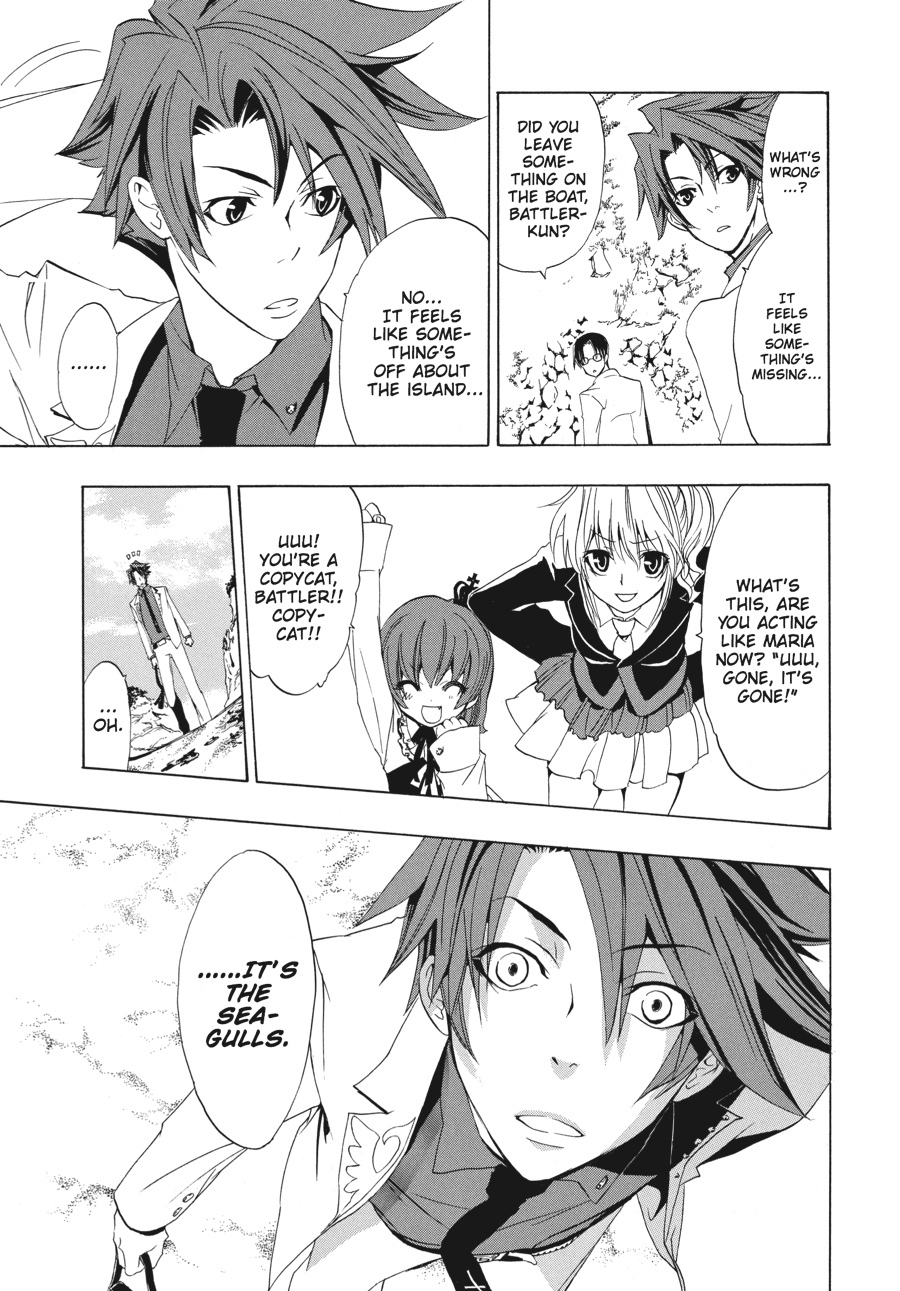 WHAT'S
WRONG
...?
IT
FEELS
LIKE
SOME-
THING'S
MISSING...
DID YOU
LEAVE
SOME-
THING ON
THE BOAT,
BATTLER-
KUN?
NO...
IT FEELS
LIKE SOME-
THING'S
OFF ABOUT
THE ISLAND...
......
WHAT'S
THIS, ARE
YOU ACTING
LIKE MARIA
NOW? "UUU,
GONE, IT'S
GONE!"
UUU!
YOU'RE A
COPYCAT,
BATTLER!!
COPY-
CAT!!
...
OH.
......IT'S
THE
SEA-
GULLS.